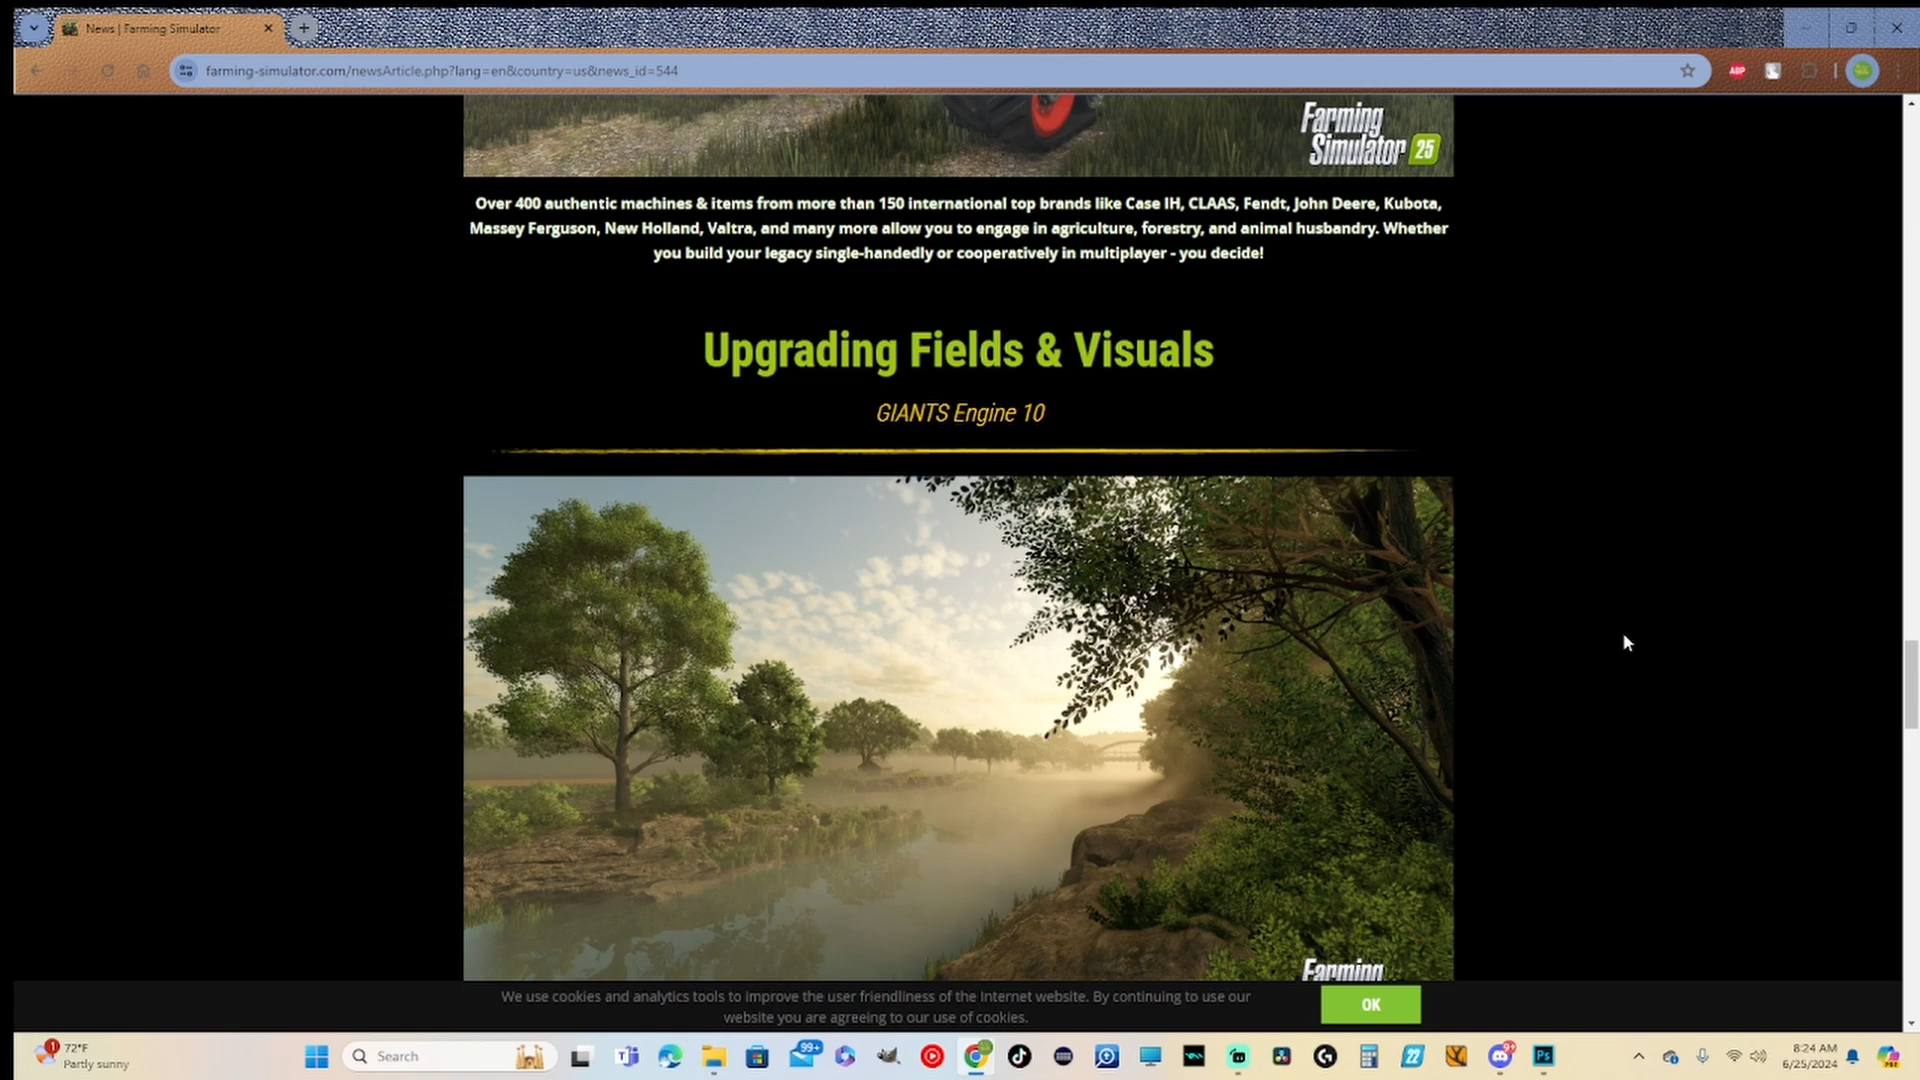 News | Farming Simulator
farming-simulator.com/newsArticle.php?lang=en&country=us&news_id=544
ABP
Farming
Simulator 25
Over 400 authentic machines & items from more than 150 international top brands like Case IH, CLAAS, Fendt, John Deere, Kubota,
Massey Ferguson, New Holland, Valtra, and many more allow you to engage in agriculture, forestry, and animal husbandry. Whether
you build your legacy single-handedly or cooperatively in multiplayer - you decide!
Upgrading Fields & Visuals
GIANTS Engine 10
Farming
We use cookies and analytics tools to improve the user friendliness of the Internet website. By continuing to use our
website you are agreeing to our use of cookies.
OK
1
72°F
Partly sunny
Search
99+
22
9+
Ps
8:24 AM
6/25/2024